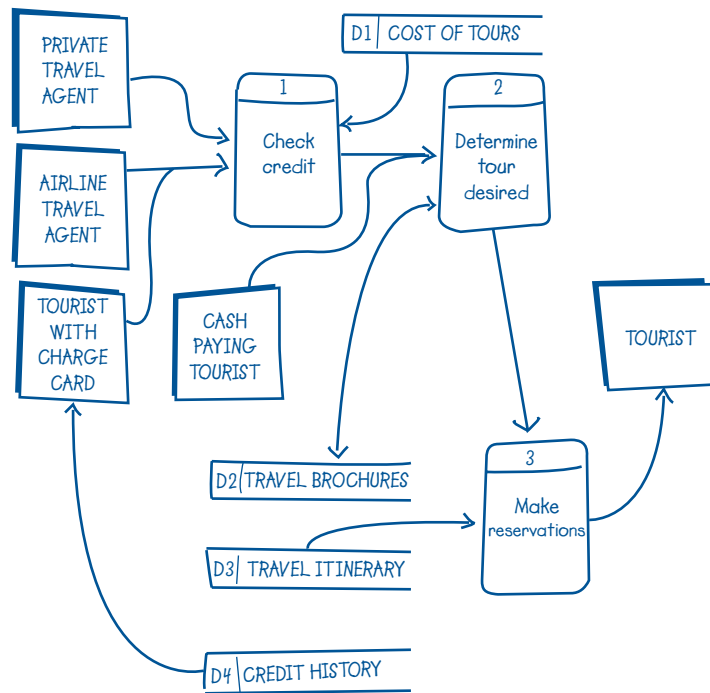 PRIVATE
TRAVEL
AGENT
D1 COST OF TOURS
1
Check
credit
2
Determine
tour
desired
AIRLINE
TRAVEL
AGENT
TOURIST
WITH
CHARGE
CARD
CASH
PAYING
TOURIST
TOURIST
D2 TRAVEL BROCHURES
3
Make
reservations
D3 TRAVEL ITINERARY
D4 CREDIT HISTORY